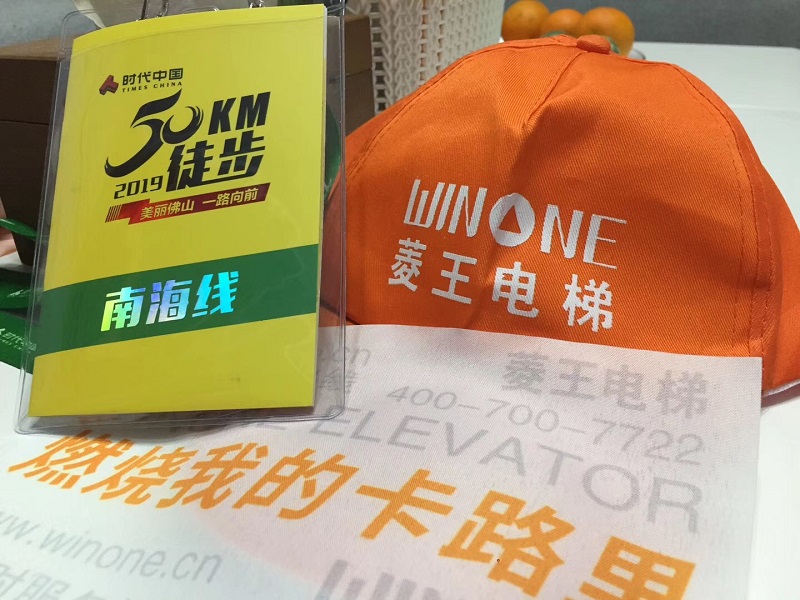 时代中国
TIMES CHINA
50KM
2019徒步
美丽佛山 一路向前
南海线
WINONE
菱王电梯
菱王电梯
400-700-7722
ELEVATOR
燃烧我的卡路里
www.winone.cn